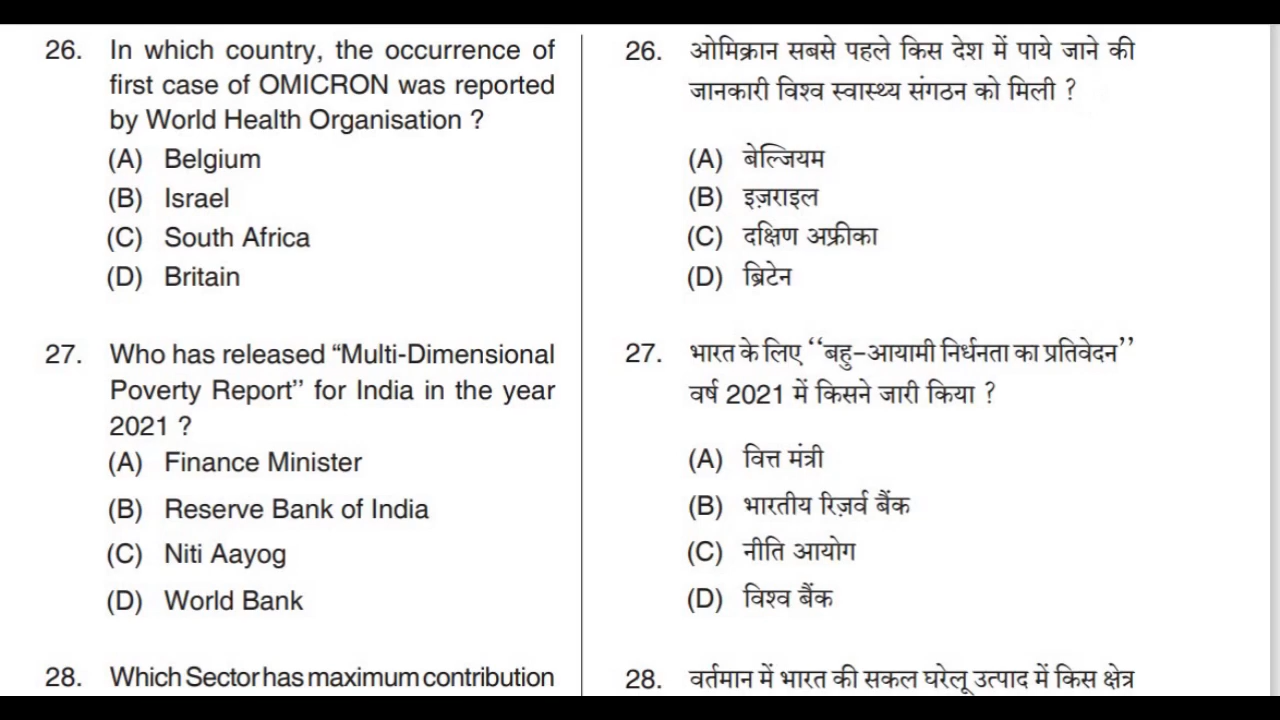 26. In which country, the occurrence of
first case of OMICRON was reported
by World Health Organisation ?
(A) Belgium
(B) Israel
(C) South Africa
(D) Britain
27. Who has released “Multi-Dimensional
Poverty Report” for India in the year
2021 ?
(A) Finance Minister
(B) Reserve Bank of India
(C) Niti Aayog
(D) World Bank
28. Which Sector has maximum contribution
26. ओमिक्रान सबसे पहले किस देश में पाये जाने की
जानकारी विश्व स्वास्थ्य संगठन को मिली ?
(A) बेल्जियम
(B) इज़राइल
(C) दक्षिण अफ्रीका
(D) ब्रिटेन
27. भारत के लिए ‘‘बहु-आयामी निर्धनता का प्रतिवेदन’’
वर्ष 2021 में किसने जारी किया ?
(A) वित्त मंत्री
(B) भारतीय रिज़र्व बैंक
(C) नीति आयोग
(D) विश्व बैंक
28. वर्तमान में भारत की सकल घरेलू उत्पाद में किस क्षेत्र